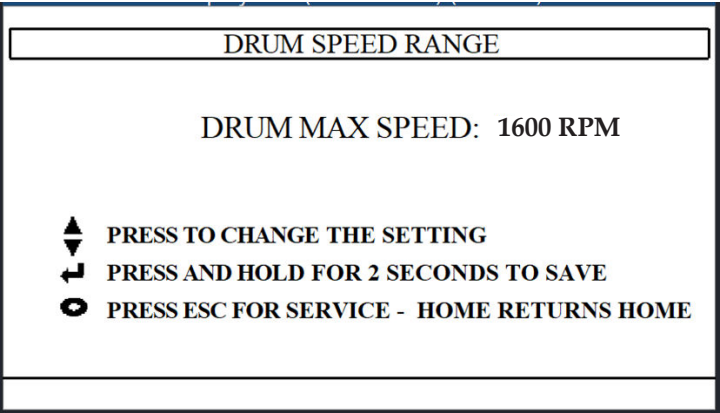 DRUM SPEED RANGE
DRUM MAX SPEED: 1600 RPM
PRESS TO CHANGE THE SETTING
PRESS AND HOLD FOR 2 SECONDS TO SAVE
PRESS ESC FOR SERVICE - HOME RETURNS HOME